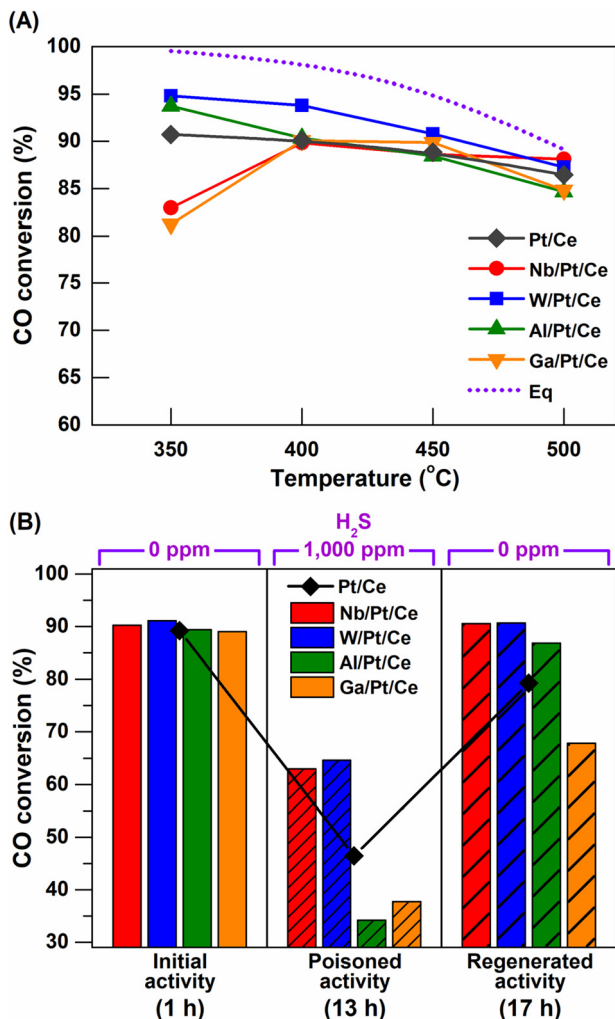 (A)
100
95
90
85
80
75
70
65
60
CO conversion (%)
Pt/Ce
Nb/Pt/Ce
W/Pt/Ce
Al/Pt/Ce
Ga/Pt/Ce
Eq
350 400 450 500
Temperature (°C)
(B)
H₂S
0 ppm 1,000 ppm 0 ppm
100
90
80
70
60
50
40
30
CO conversion (%)
Pt/Ce
Nb/Pt/Ce
W/Pt/Ce
Al/Pt/Ce
Ga/Pt/Ce
Initial Poisoned Regenerated
activity activity activity
(1 h) (13 h) (17 h)